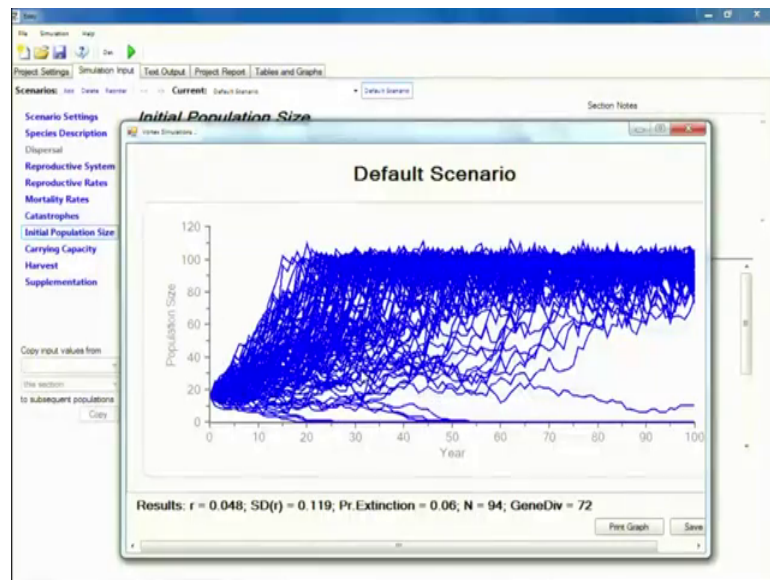 File Simulation Help
Project Settings Simulation Input Text Output Project Report Tables and Graphs
Scenarios: Add Delete Reorder Current: Default Scenario Default Scenario
Section Notes
Scenario Settings
Species Description
Dispersal
Reproductive System
Reproductive Rates
Mortality Rates
Catastrophes
Initial Population Size
Carrying Capacity
Harvest
Supplementation
Copy input values from
this section
to subsequent populations
Copy
Initial Population Size
Vortex Simulations...
Default Scenario
120
100
80
60
40
20
0
Population Size
0 10 20 30 40 50 60 70 80 90 100
Year
Results: r = 0.048; SD(r) = 0.119; Pr.Extinction = 0.06; N = 94; GeneDiv = 72
Print Graph Save